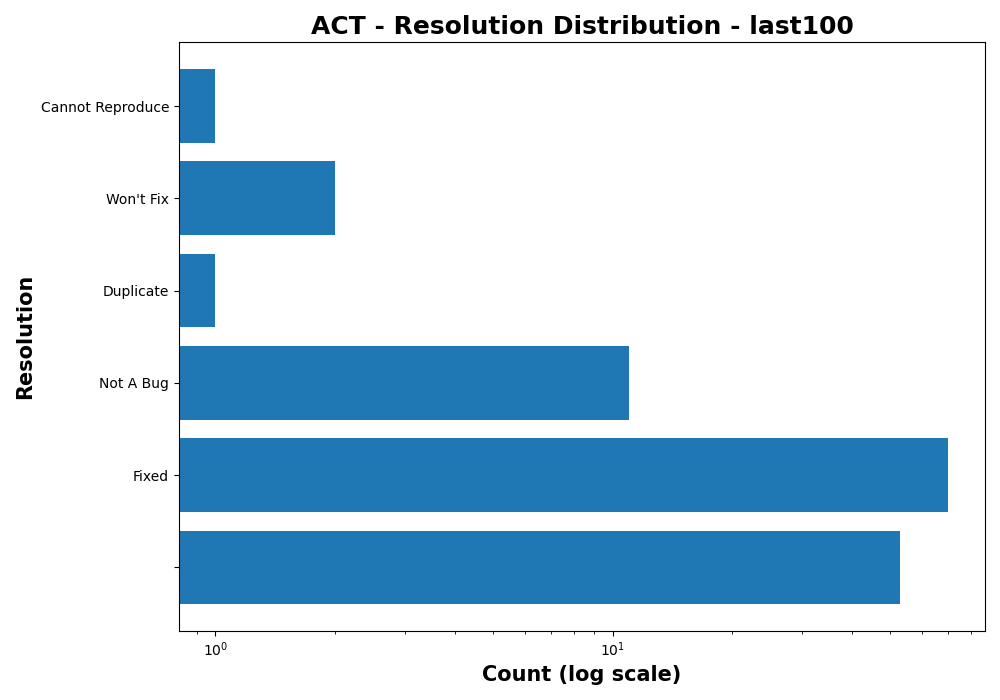 ACT - Resolution Distribution - last100
Cannot Reproduce
Won't Fix
Duplicate
Not A Bug
Fixed
Resolution
10⁰
10¹
Count (log scale)